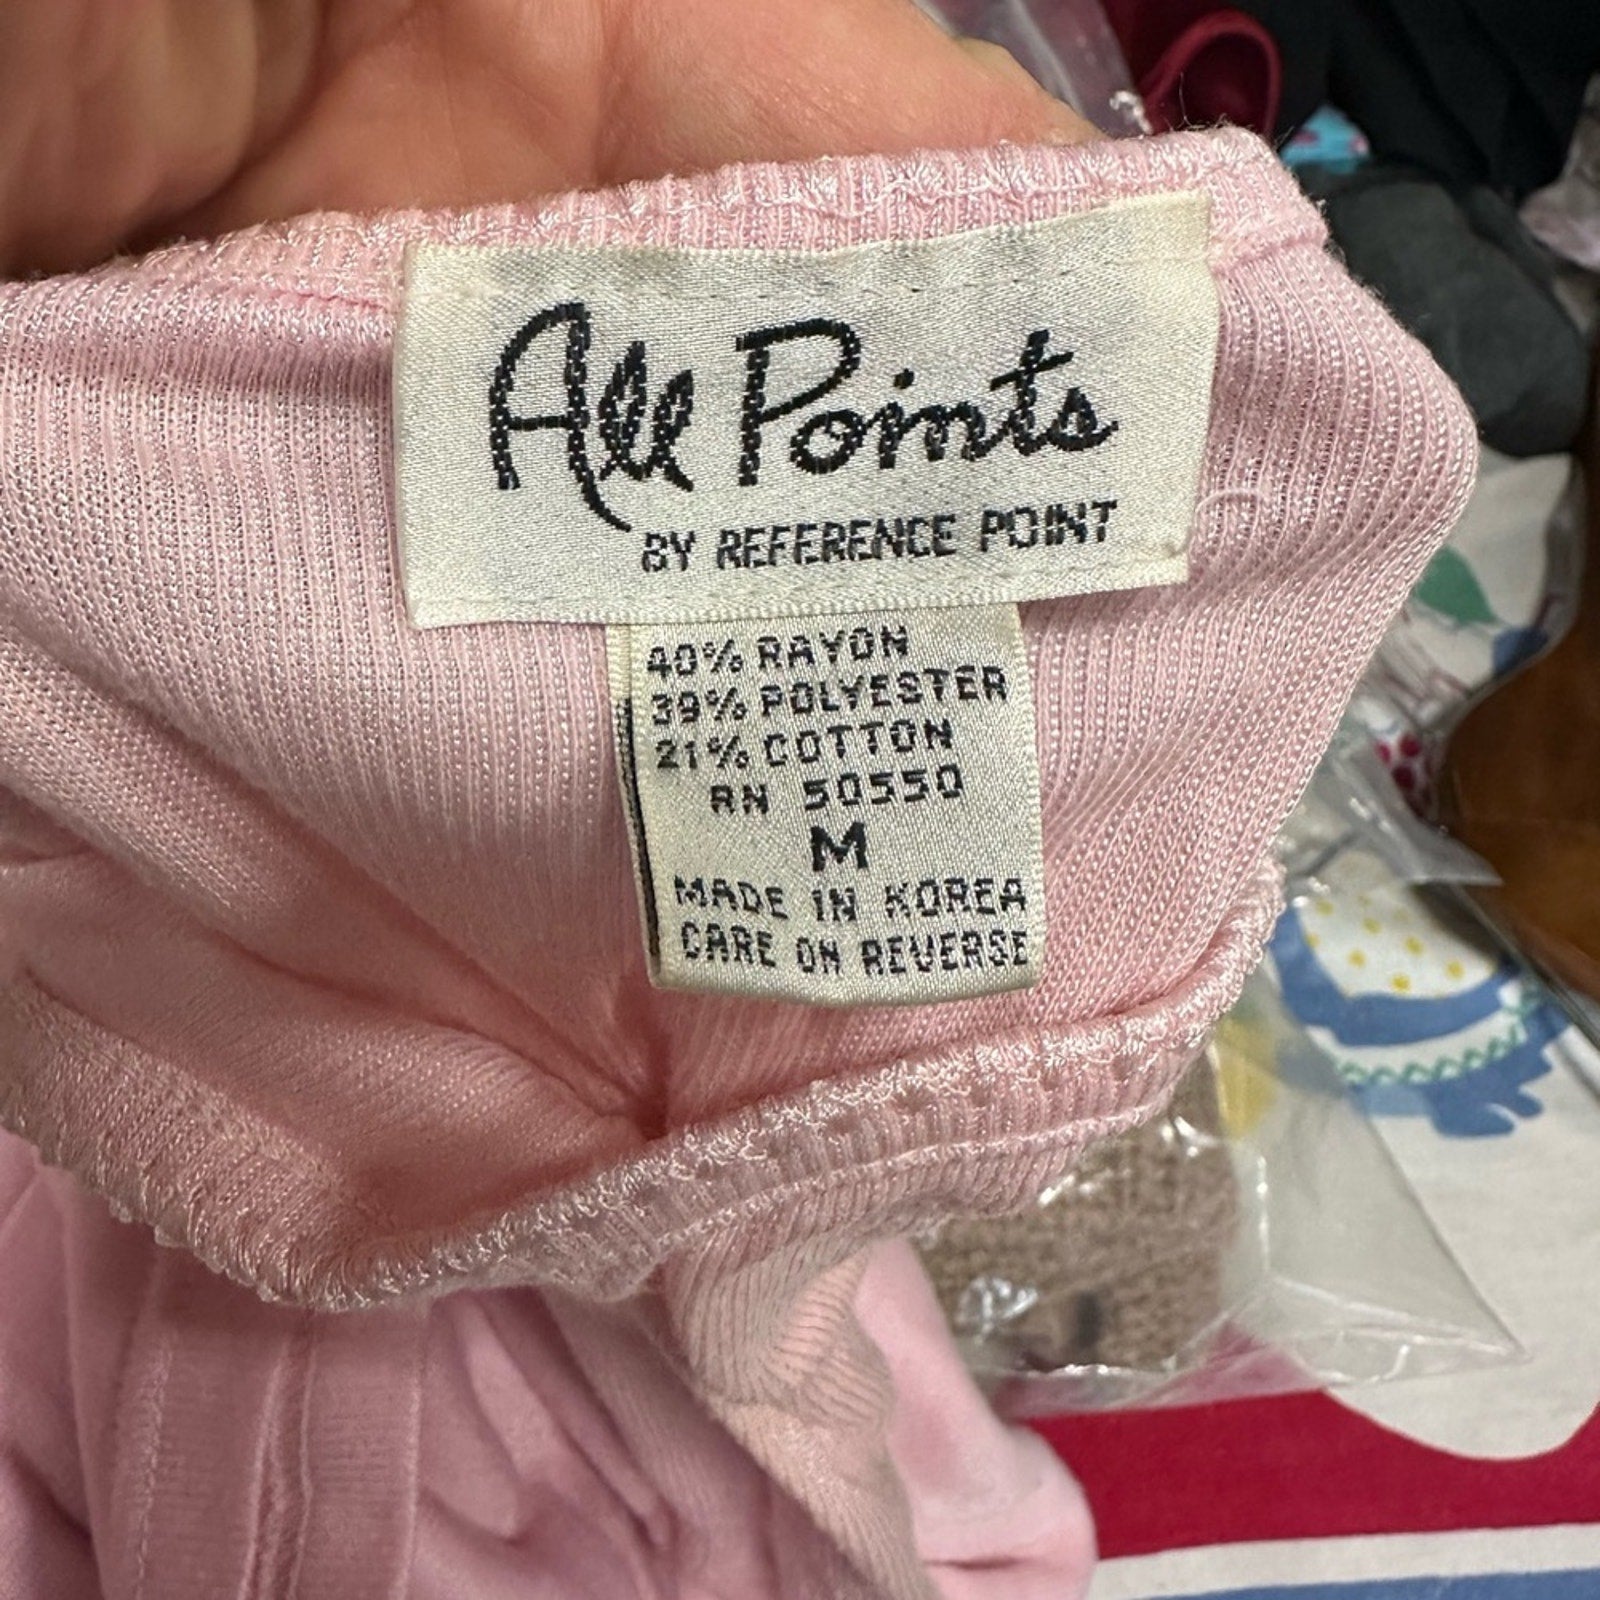 All Points
BY REFERENCE POINT
40% RAYON
39% POLYESTER
21% COTTON
RN 50550
M
MADE IN KOREA
CARE ON REVERSE